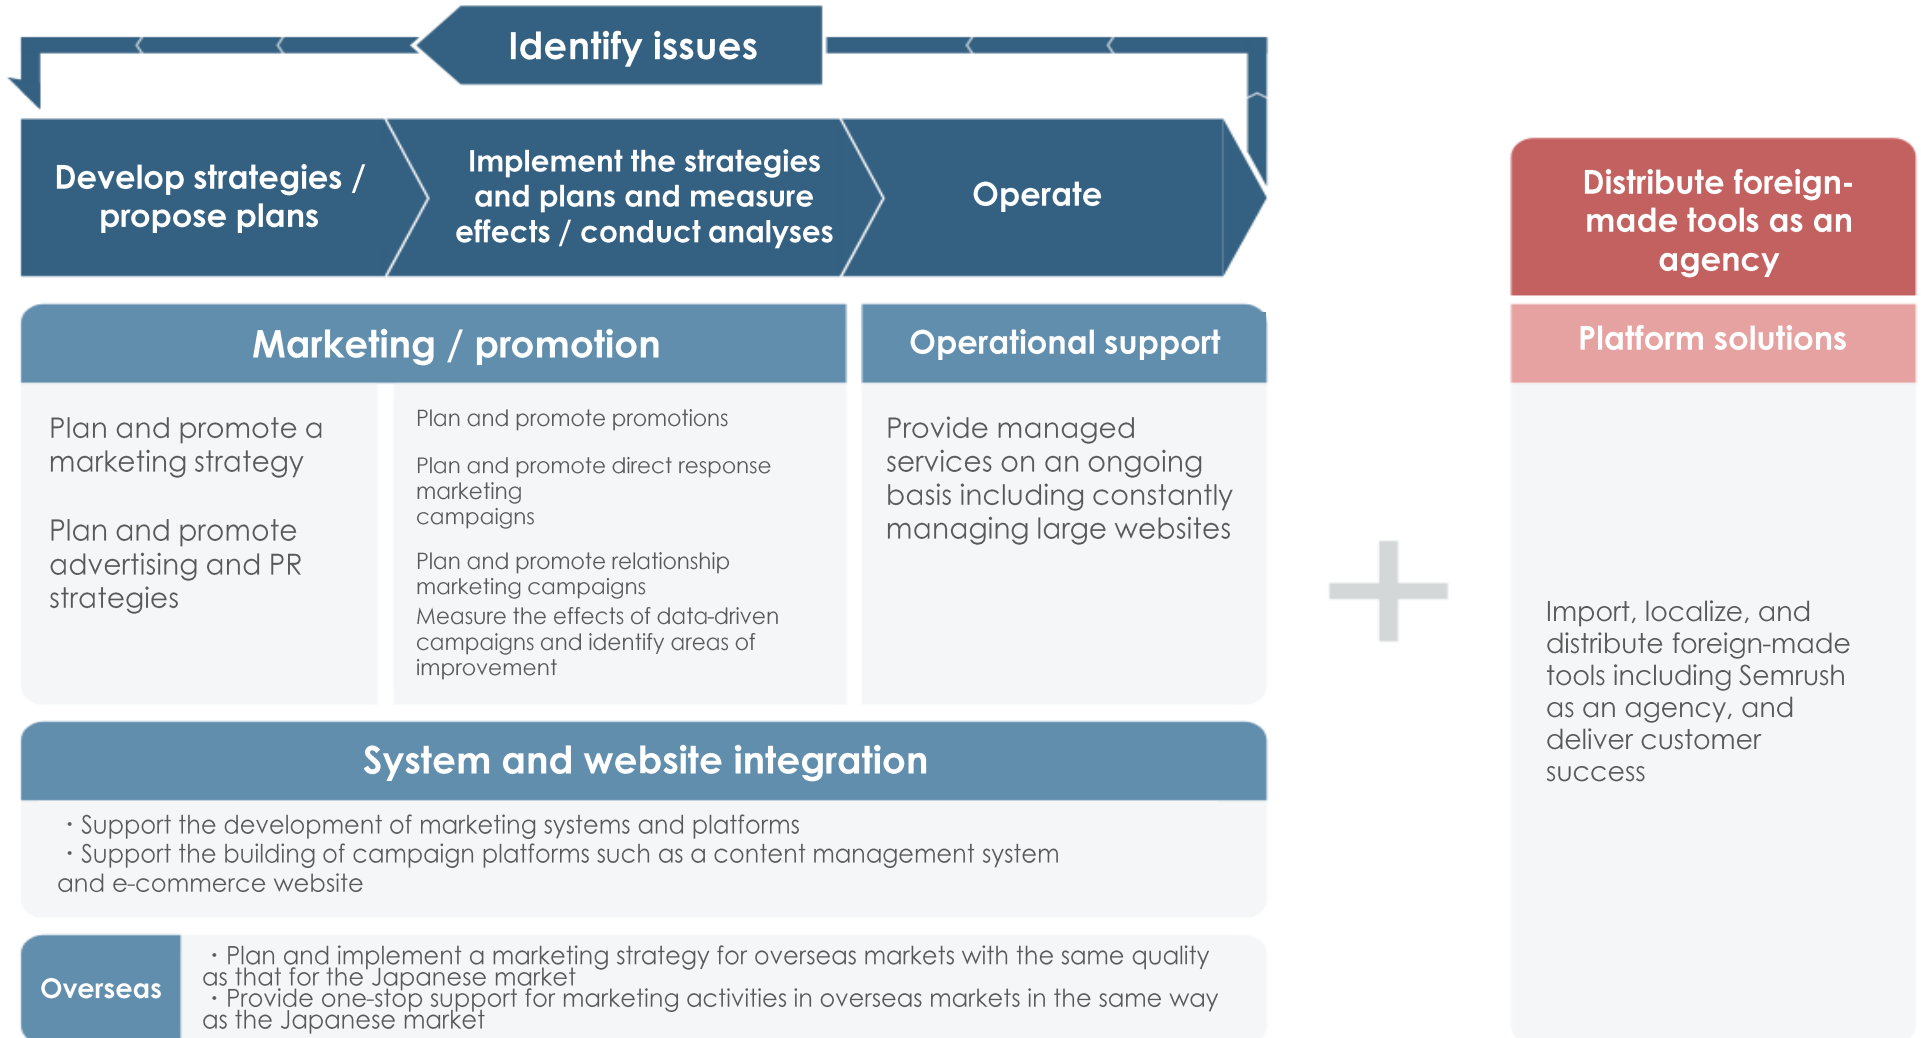 Identify issues
Develop strategies /
propose plans
Implement the strategies
and plans and measure
effects / conduct analyses
Operate
Distribute foreign-
made tools as an
agency
Marketing / promotion
Operational support
Platform solutions
Plan and promote a
marketing strategy
Plan and promote
advertising and PR
strategies
Plan and promote promotions
Plan and promote direct response
marketing
campaigns
Plan and promote relationship
marketing campaigns
Measure the effects of data-driven
campaigns and identify areas of
improvement
Provide managed
services on an ongoing
basis including constantly
managing large websites
Import, localize, and
distribute foreign-made
tools including Semrush
as an agency, and
deliver customer
success
System and website integration
・Support the development of marketing systems and platforms
・Support the building of campaign platforms such as a content management system
and e-commerce website
Overseas
・Plan and implement a marketing strategy for overseas markets with the same quality
as that for the Japanese market
・Provide one-stop support for marketing activities in overseas markets in the same way
as the Japanese market